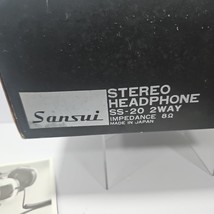 Sansui
STEREO
HEADPHONE
SS-20 2WAY
IMPEDANCE 8Ω
MADE IN JAPAN